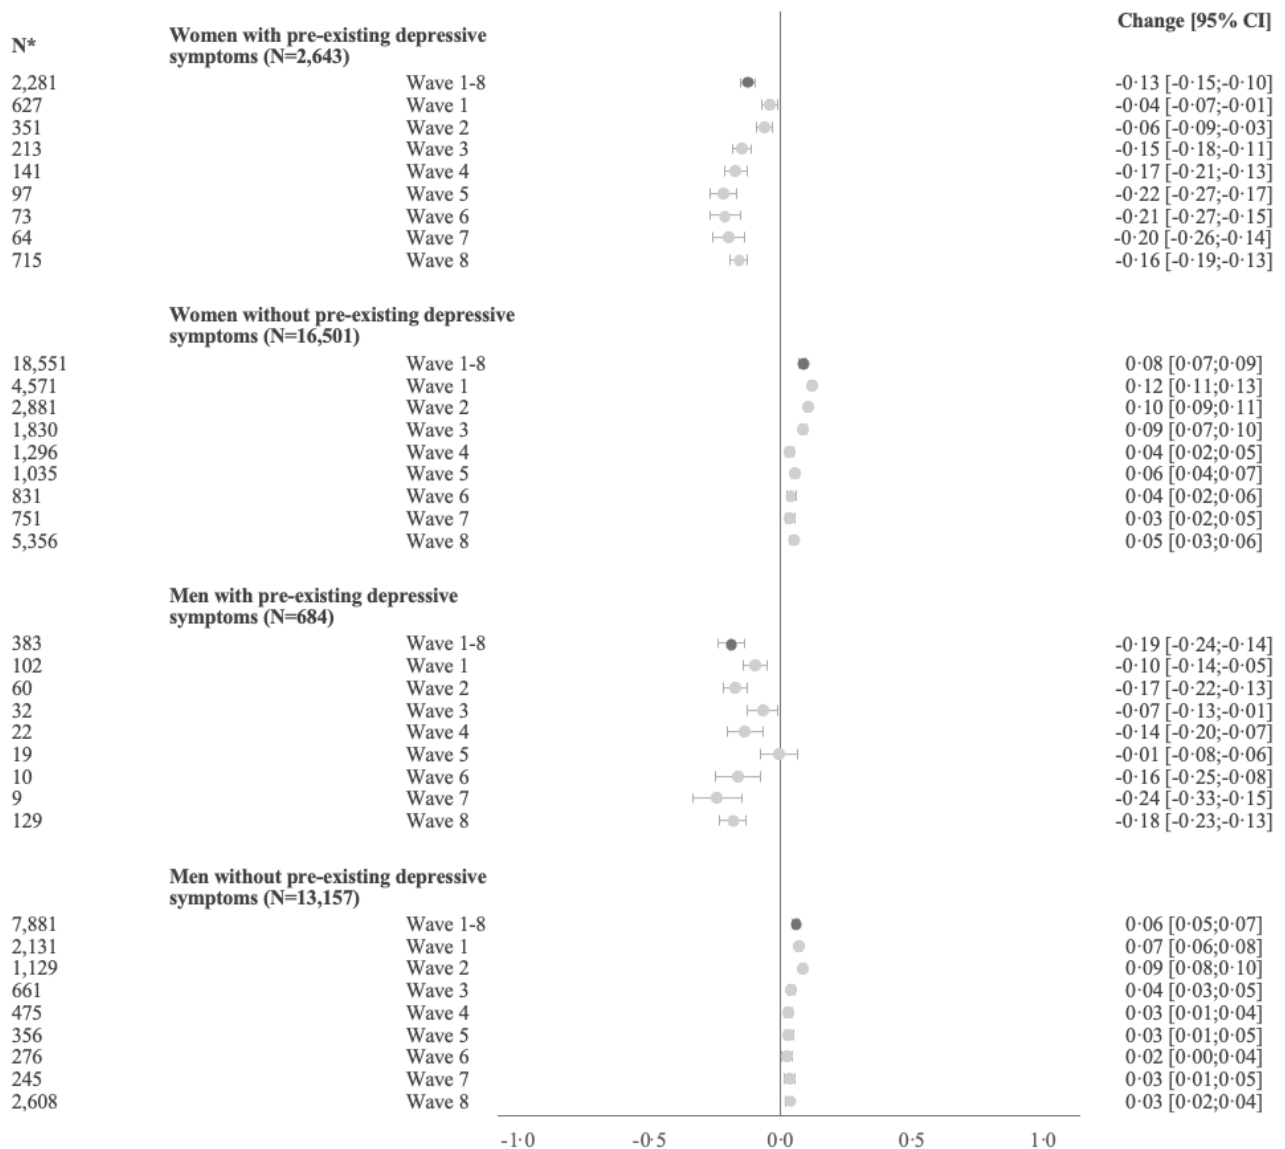 N* Women with pre-existing depressive symptoms (N=2,643) Change [95% CI]
2,281 Wave 1-8 -0·13 [-0·15;-0·10]
627 Wave 1 -0·04 [-0·07;-0·01]
351 Wave 2 -0·06 [-0·09;-0·03]
213 Wave 3 -0·15 [-0·18;-0·11]
141 Wave 4 -0·17 [-0·21;-0·13]
97 Wave 5 -0·22 [-0·27;-0·17]
73 Wave 6 -0·21 [-0·27;-0·15]
64 Wave 7 -0·20 [-0·26;-0·14]
715 Wave 8 -0·16 [-0·19;-0·13]
Women without pre-existing depressive
symptoms (N=16,501)
18,551 Wave 1-8 0·08 [0·07;0·09]
4,571 Wave 1 0·12 [0·11;0·13]
2,881 Wave 2 0·10 [0·09;0·11]
1,830 Wave 3 0·09 [0·07;0·10]
1,296 Wave 4 0·04 [0·02;0·05]
1,035 Wave 5 0·06 [0·04;0·07]
831 Wave 6 0·04 [0·02;0·06]
751 Wave 7 0·03 [0·02;0·05]
5,356 Wave 8 0·05 [0·03;0·06]
Men with pre-existing depressive
symptoms (N=684)
383 Wave 1-8 -0·19 [-0·24;-0·14]
102 Wave 1 -0·10 [-0·14;-0·05]
60 Wave 2 -0·17 [-0·22;-0·13]
32 Wave 3 -0·07 [-0·13;-0·01]
22 Wave 4 -0·14 [-0·20;-0·07]
19 Wave 5 -0·01 [-0·08;-0·06]
10 Wave 6 -0·16 [-0·25;-0·08]
9 Wave 7 -0·24 [-0·33;-0·15]
129 Wave 8 -0·18 [-0·23;-0·13]
Men without pre-existing depressive
symptoms (N=13,157)
7,881 Wave 1-8 0·06 [0·05;0·07]
2,131 Wave 1 0·07 [0·06;0·08]
1,129 Wave 2 0·09 [0·08;0·10]
661 Wave 3 0·04 [0·03;0·05]
475 Wave 4 0·03 [0·01;0·04]
356 Wave 5 0·03 [0·01;0·05]
276 Wave 6 0·02 [0·00;0·04]
245 Wave 7 0·03 [0·01;0·05]
2,608 Wave 8 0·03 [0·02;0·04]
-1·0 -0·5 0·0 0·5 1·0